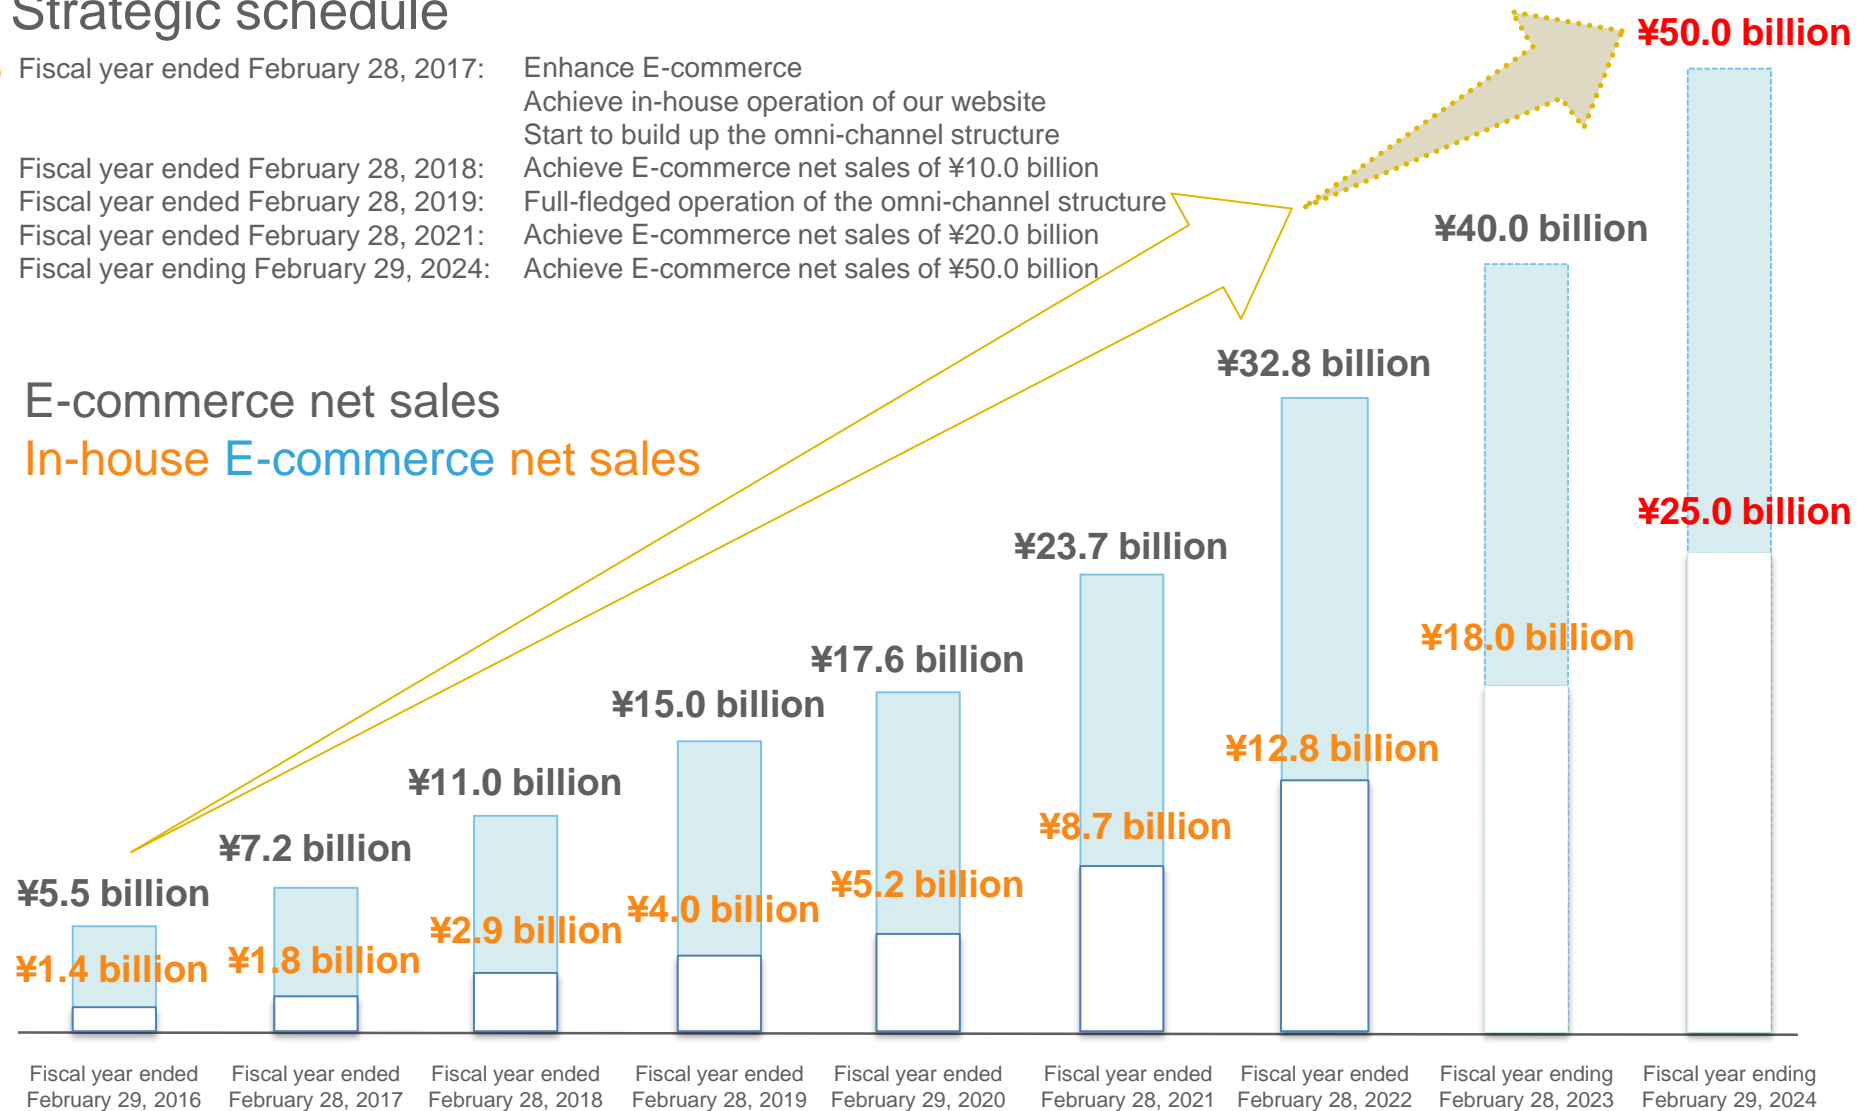 Strategic schedule
Fiscal year ended February 28, 2017: Enhance E-commerce
Achieve in-house operation of our website
Start to build up the omni-channel structure
Fiscal year ended February 28, 2018: Achieve E-commerce net sales of ¥10.0 billion
Fiscal year ended February 28, 2019: Full-fledged operation of the omni-channel structure
Fiscal year ended February 28, 2021: Achieve E-commerce net sales of ¥20.0 billion
Fiscal year ending February 29, 2024: Achieve E-commerce net sales of ¥50.0 billion
E-commerce net sales
In-house E-commerce net sales
¥5.5 billion
¥1.4 billion
¥7.2 billion
¥1.8 billion
¥11.0 billion
¥2.9 billion
¥15.0 billion
¥4.0 billion
¥17.6 billion
¥5.2 billion
¥23.7 billion
¥8.7 billion
¥32.8 billion
¥12.8 billion
¥40.0 billion
¥18.0 billion
¥50.0 billion
¥25.0 billion
Fiscal year ended
February 29, 2016
Fiscal year ended
February 28, 2017
Fiscal year ended
February 28, 2018
Fiscal year ended
February 28, 2019
Fiscal year ended
February 29, 2020
Fiscal year ended
February 28, 2021
Fiscal year ended
February 28, 2022
Fiscal year ending
February 28, 2023
Fiscal year ending
February 29, 2024